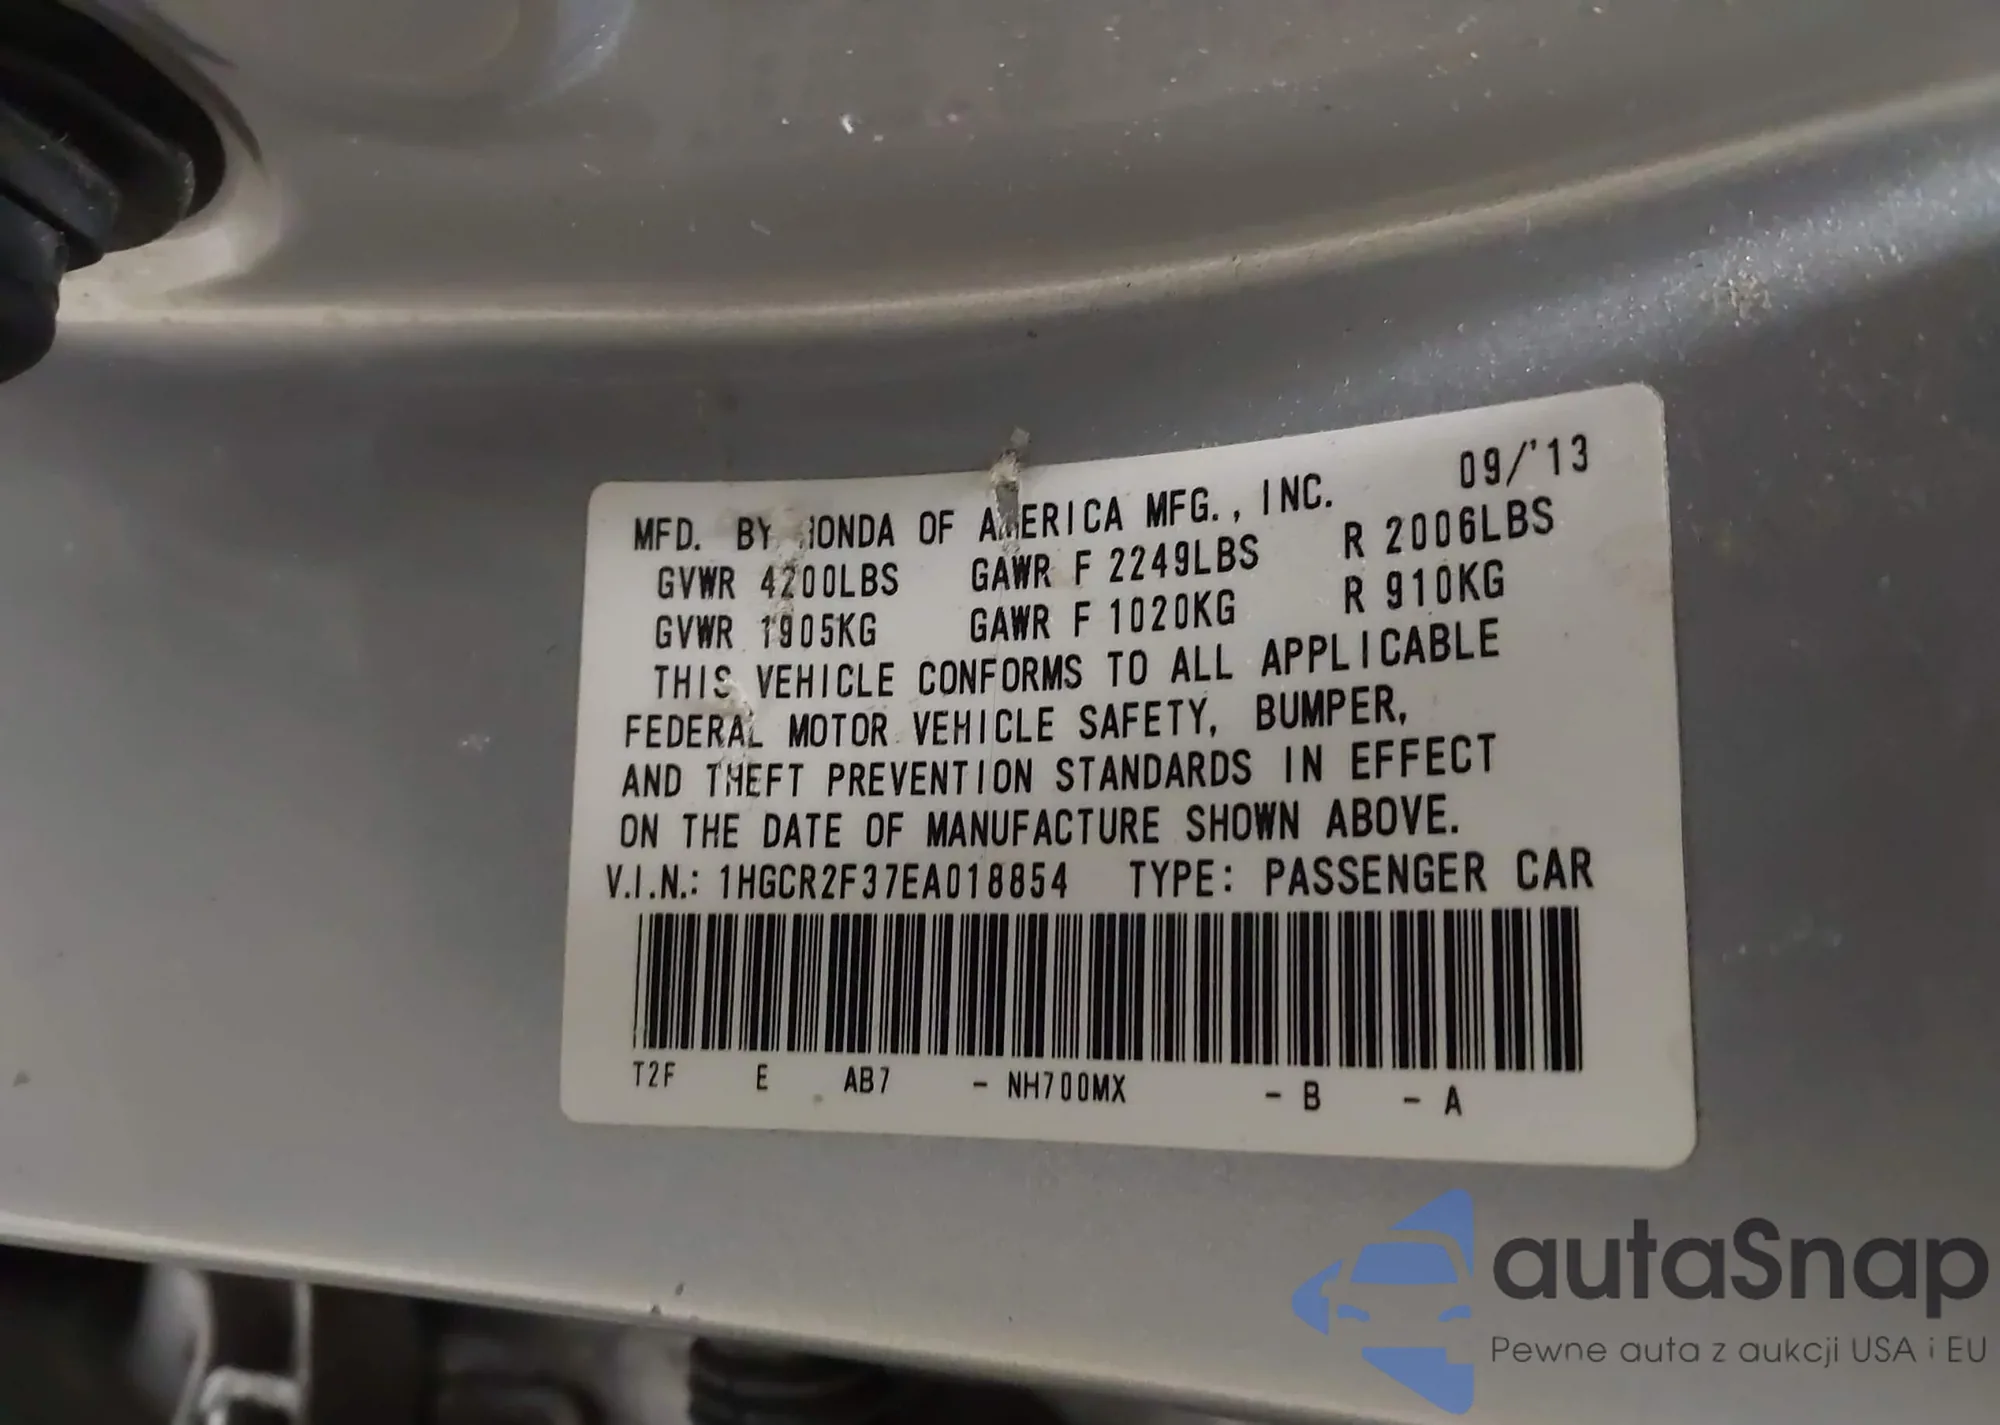 MFD. BY HONDA OF AMERICA MFG., INC. 09/'13
GVWR 4200LBS GAWR F 2249LBS R 2006LBS
GVWR 1905KG GAWR F 1020KG R 910KG
THIS VEHICLE CONFORMS TO ALL APPLICABLE
FEDERAL MOTOR VEHICLE SAFETY, BUMPER,
AND THEFT PREVENTION STANDARDS IN EFFECT
ON THE DATE OF MANUFACTURE SHOWN ABOVE.
V.I.N.: 1HGCR2F37EA018854 TYPE: PASSENGER CAR
T2F E AB7 - NH700MX - B - A
autaSnap
Pewne auta z aukcji USA i EU